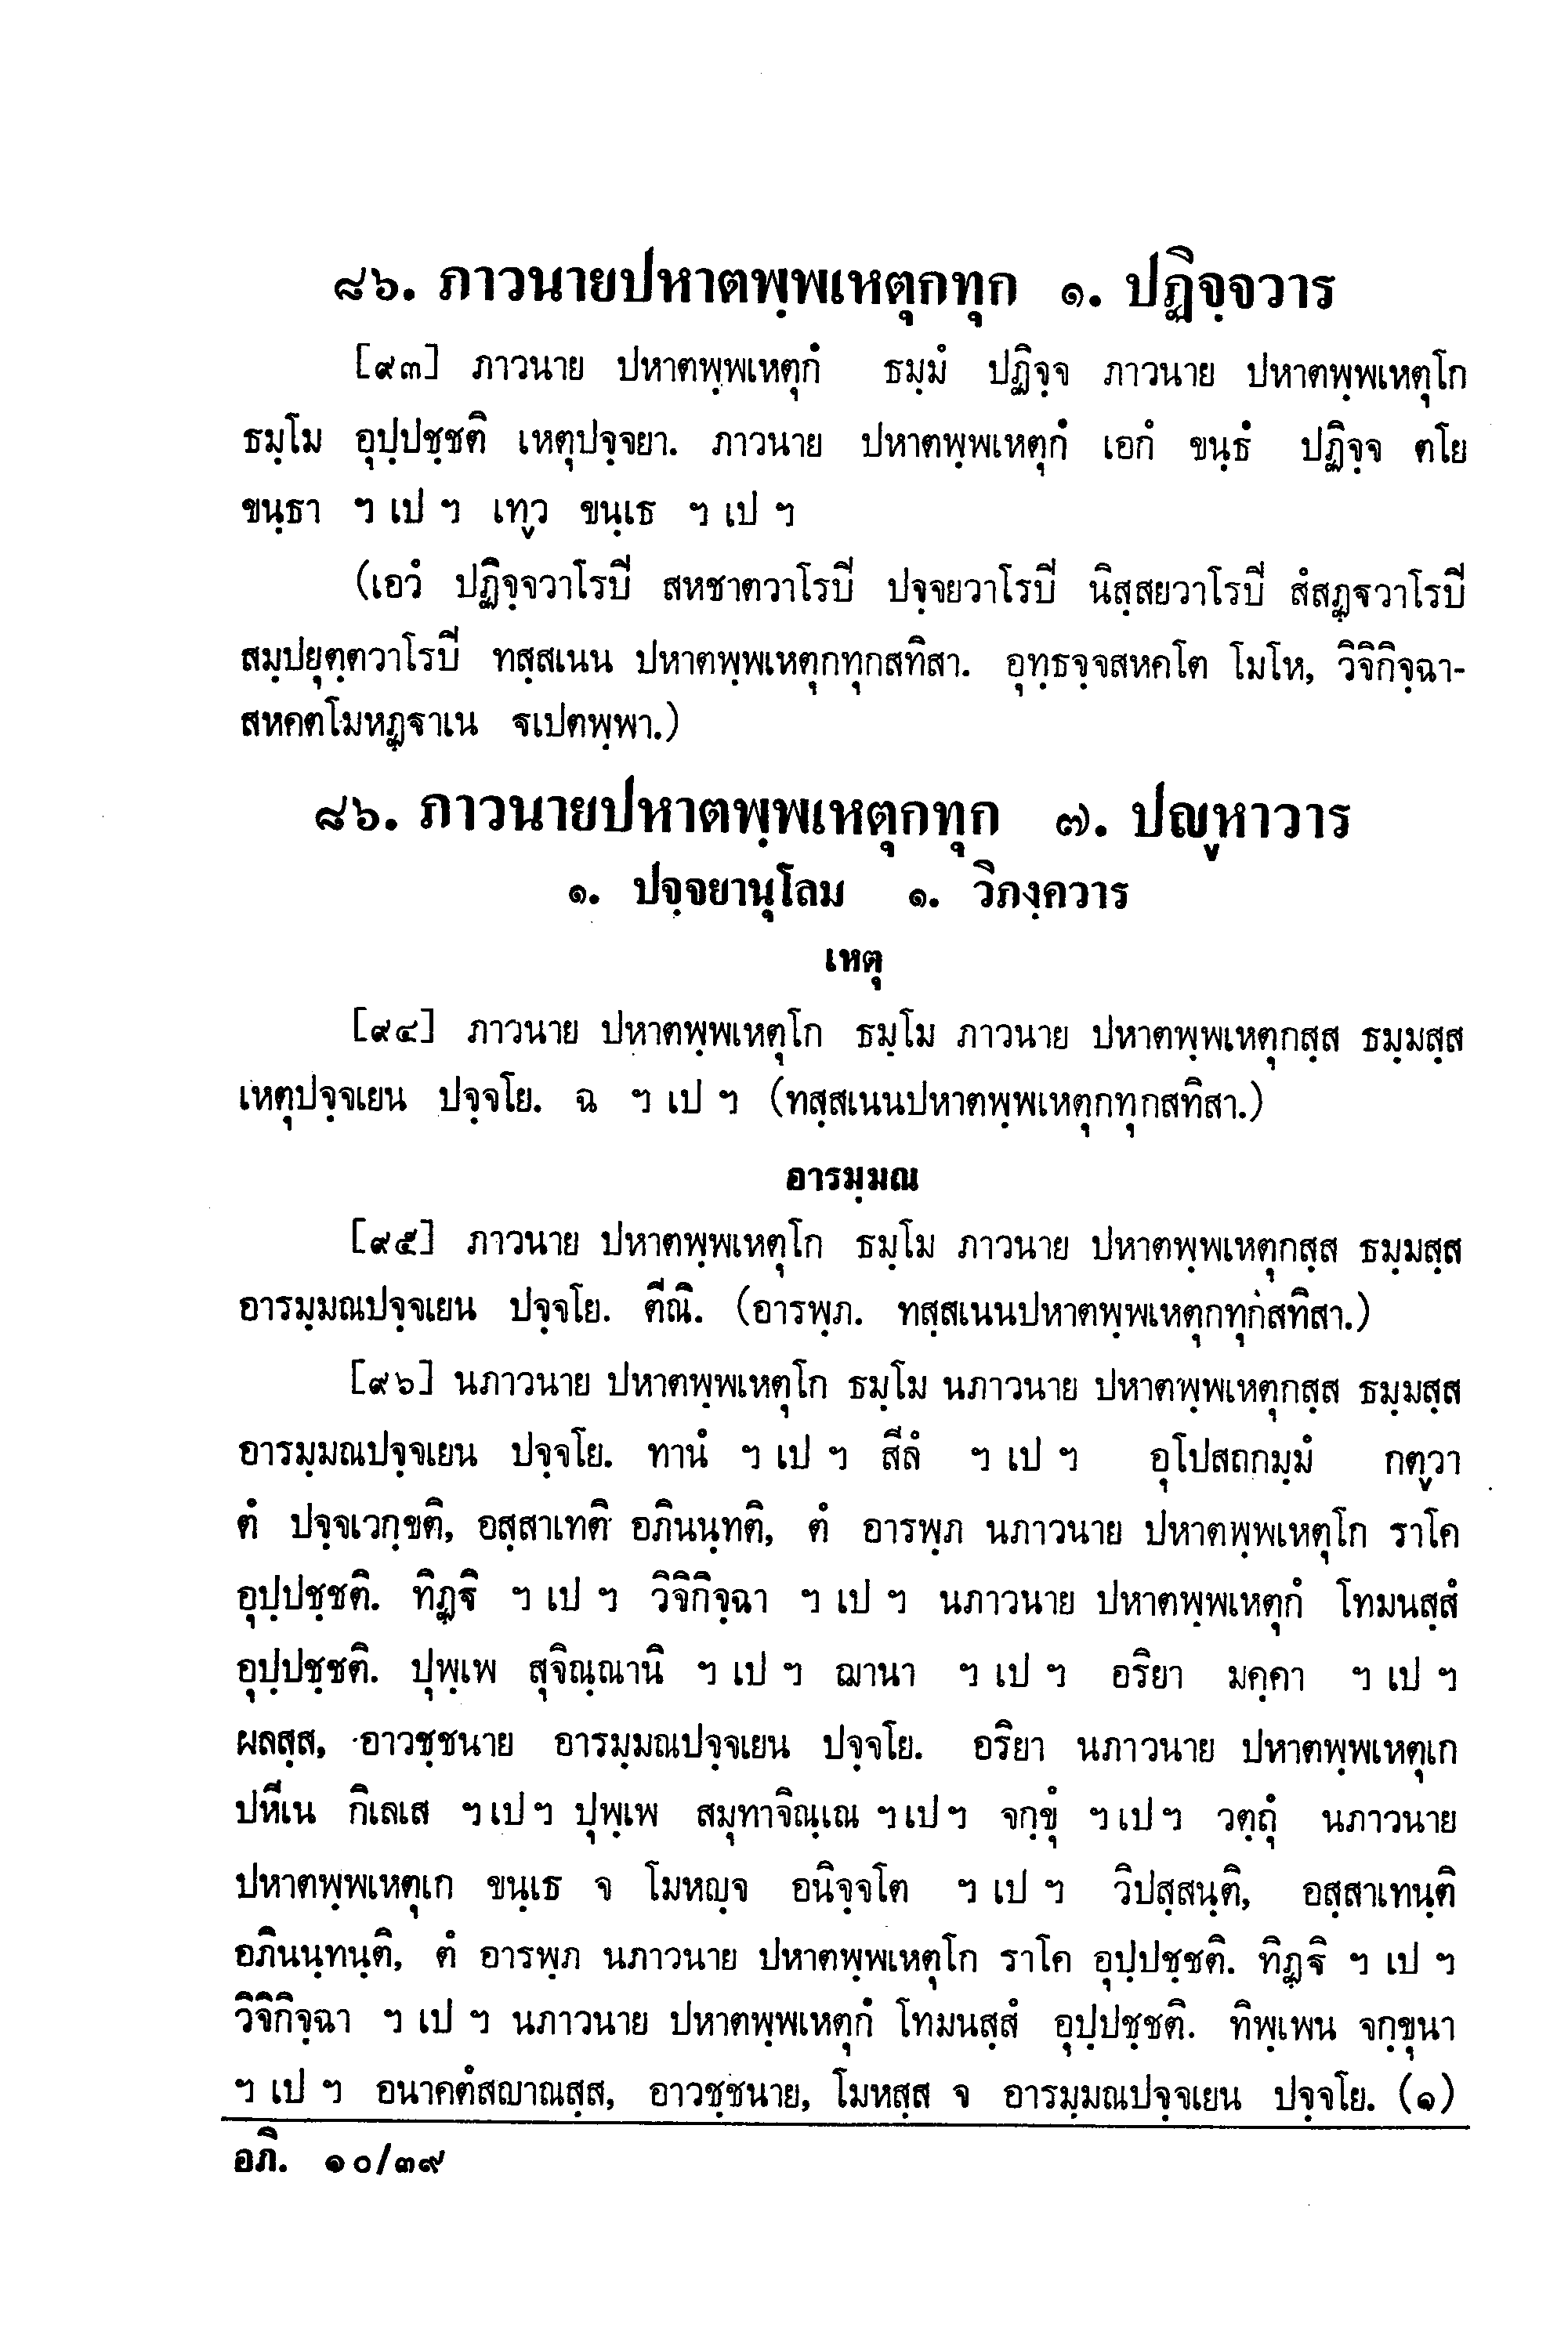 ๘๖. ภาวนายปหาตพฺพเหตุกทุก ๑. ปฏิจฺจวาร
[๙๓] ภาวนาย ปหาตพฺพเหตุกํ ธมฺมํ ปฏิจฺจ ภาวนาย ปหาตพฺพเหตุโก
ธมฺโม อุปฺปชฺชติ เหตุปจฺจยา. ภาวนาย ปหาตพฺพเหตุกํ เอกํ ขนฺธํ ปฏิจฺจ ตโย
ขนฺธา ฯ เป ฯ เทฺว ขนฺเธ ฯ เป ฯ
(เอวํ ปฏิจฺจวาโรปิ สหชาตวาโรปิ ปจฺจยวาโรปิ นิสฺสยวาโรปิ สํสฏฺฐวาโรปิ
สมฺปยุตฺตวาโรปิ ทสฺสเนน ปหาตพฺพเหตุกทุกสทิสา. อุทฺธจฺจสหคโต โมโห, วิจิกิจฺฉา-
สหคตโมหฏฺฐาเน ฐเปตพฺพา.)
๘๖. ภาวนายปหาตพฺพเหตุกทุก ๗. ปญฺหาวาร
๑. ปจฺจยานุโลม ๑. วิภงฺควาร
เหตุ
[๙๔] ภาวนาย ปหาตพฺพเหตุโก ธมฺโม ภาวนาย ปหาตพฺพเหตุกสฺส ธมฺมสฺส
เหตุปจฺจเยน ปจฺจโย. ฉ ฯ เป ฯ (ทสฺสเนนปหาตพฺพเหตุกทุกสทิสา.)
อารมฺมณ
[๙๕] ภาวนาย ปหาตพฺพเหตุโก ธมฺโม ภาวนาย ปหาตพฺพเหตุกสฺส ธมฺมสฺส
อารมฺมณปจฺจเยน ปจฺจโย. ตีณิ. (อารพฺภ. ทสฺสเนนปหาตพฺพเหตุกทุกสทิสา.)
[๙๖] นภาวนาย ปหาตพฺพเหตุโก ธมฺโม นภาวนาย ปหาตพฺพเหตุกสฺส ธมฺมสฺส
อารมฺมณปจฺจเยน ปจฺจโย. ทานํ ฯ เป ฯ สีลํ ฯ เป ฯ อุโปสถกมฺมํ กตฺวา
ตํ ปจฺจเวกฺขติ, อสฺสาเทติ อภินนฺทติ, ตํ อารพฺภ นภาวนาย ปหาตพฺพเหตุโก ราโค
อุปฺปชฺชติ. ทิฏฺฐิ ฯ เป ฯ วิจิกิจฺฉา ฯ เป ฯ นภาวนาย ปหาตพฺพเหตุกํ โทมนสฺสํ
อุปฺปชฺชติ. ปุพฺเพ สุจิณฺณานิ ฯ เป ฯ ฌานา ฯ เป ฯ อริยา มคฺคา ฯ เป ฯ
ผลสฺส, อาวชฺชนาย อารมฺมณปจฺจเยน ปจฺจโย. อริยา นภาวนาย ปหาตพฺพเหตุเก
ปหีเน กิเลเส ฯ เป ฯ ปุพฺเพ สมุทาจิณฺเณ ฯ เป ฯ จกฺขุํ ฯ เป ฯ วตฺถุํ นภาวนาย
ปหาตพฺพเหตุเก ขนฺเธ จ โมหญฺจ อนิจฺจโต ฯ เป ฯ วิปสฺสนฺติ, อสฺสาเทนฺติ
อภินนฺทนฺติ, ตํ อารพฺภ นภาวนาย ปหาตพฺพเหตุโก ราโค อุปฺปชฺชติ. ทิฏฺฐิ ฯ เป ฯ
วิจิกิจฺฉา ฯ เป ฯ นภาวนาย ปหาตพฺพเหตุกํ โทมนสฺสํ อุปฺปชฺชติ. ทิพฺเพน จกฺขุนา
ฯ เป ฯ อนาคตํสญาณสฺส, อาวชฺชนาย, โมหสฺส จ อารมฺมณปจฺจเยน ปจฺจโย. (๑)
อภิ. ๑๐/๓๙